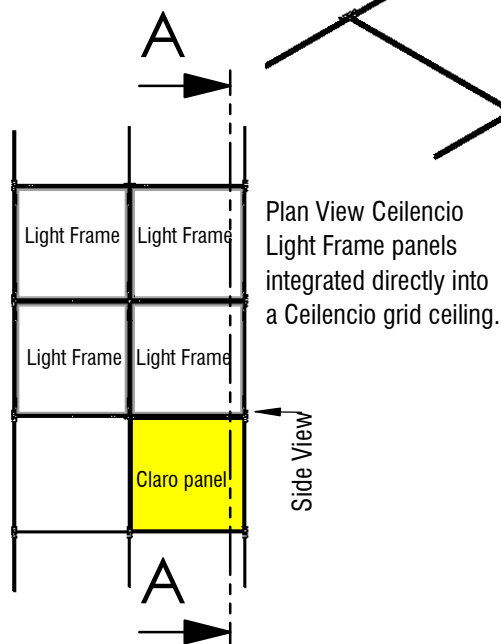 A
Light Frame
Light Frame
Plan View Ceilencio
Light Frame panels
integrated directly into
a Ceilencio grid ceiling.
Light Frame
Light Frame
Side View
Claro panel
A